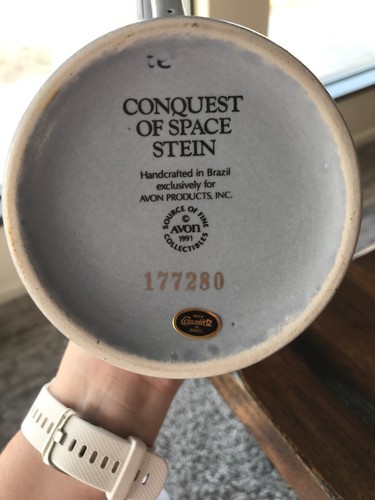 CONQUEST
OF SPACE
STEIN
Handcrafted in Brazil
exclusively for
AVON PRODUCTS, INC.
SOURCE OF FINE
©
AVON
1991
COLLECTIBLES
177280
Ceramarte